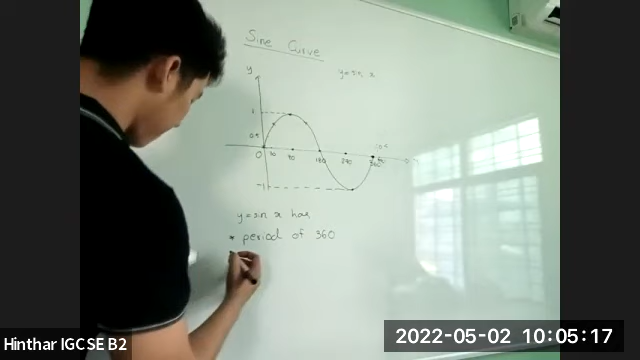 Sine Curve
y
y = sin x
1
0.5
0 30 90 180 270 360
-1
y = sin x has
* period of 360
Hinthar IGCSE B2
2022-05-02 10:05:17